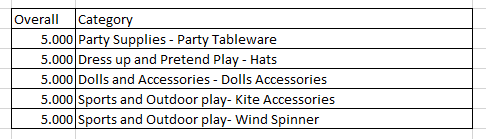 Overall Category
5.000 Party Supplies - Party Tableware
5.000 Dress up and Pretend Play - Hats
5.000 Dolls and Accessories - Dolls Accessories
5.000 Sports and Outdoor play- Kite Accessories
5.000 Sports and Outdoor play- Wind Spinner